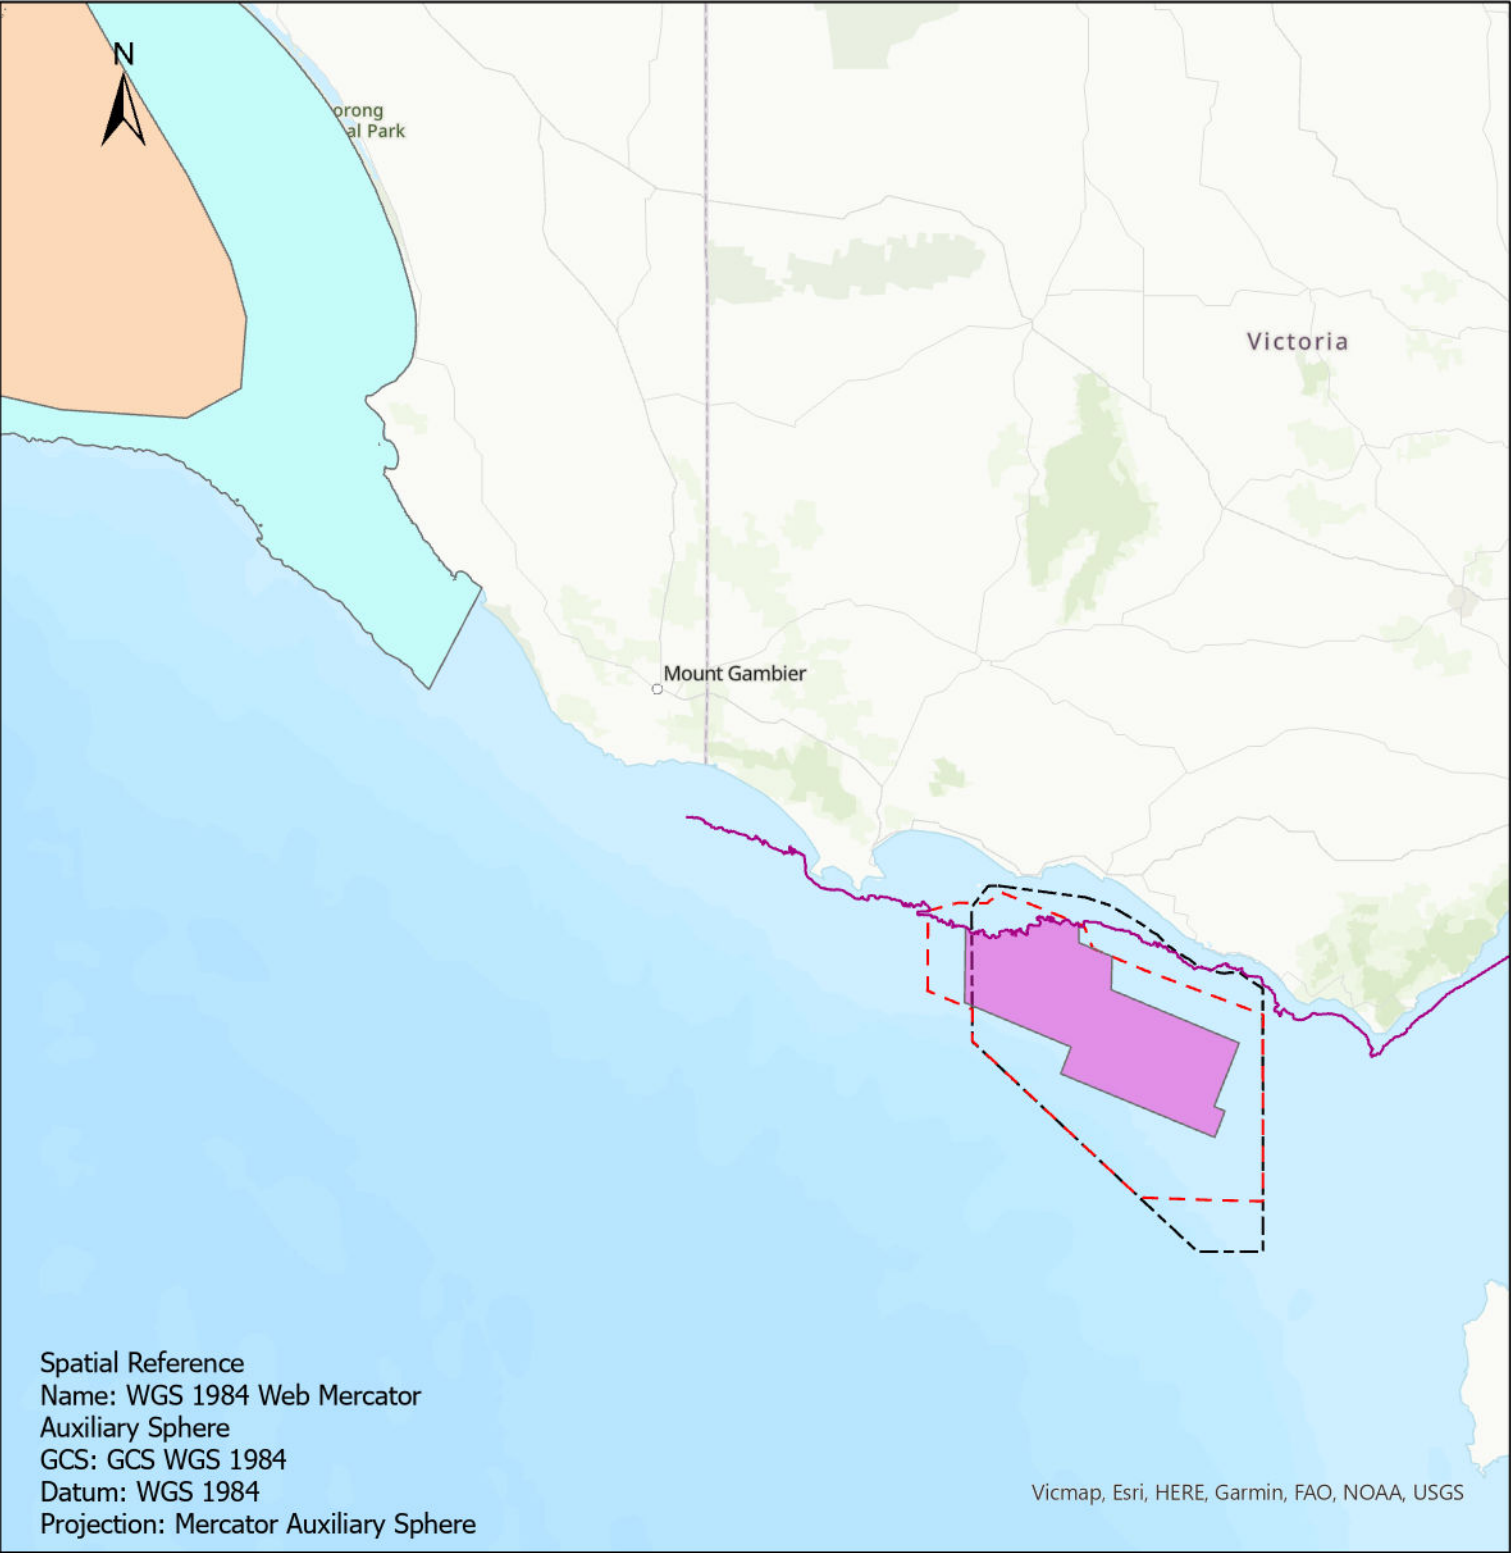 N
orong
al Park
Victoria
Mount Gambier
Spatial Reference
Name: WGS 1984 Web Mercator
Auxiliary Sphere
GCS: GCS WGS 1984
Datum: WGS 1984
Projection: Mercator Auxiliary Sphere
Vicmap, Esri, HERE, Garmin, FAO, NOAA, USGS